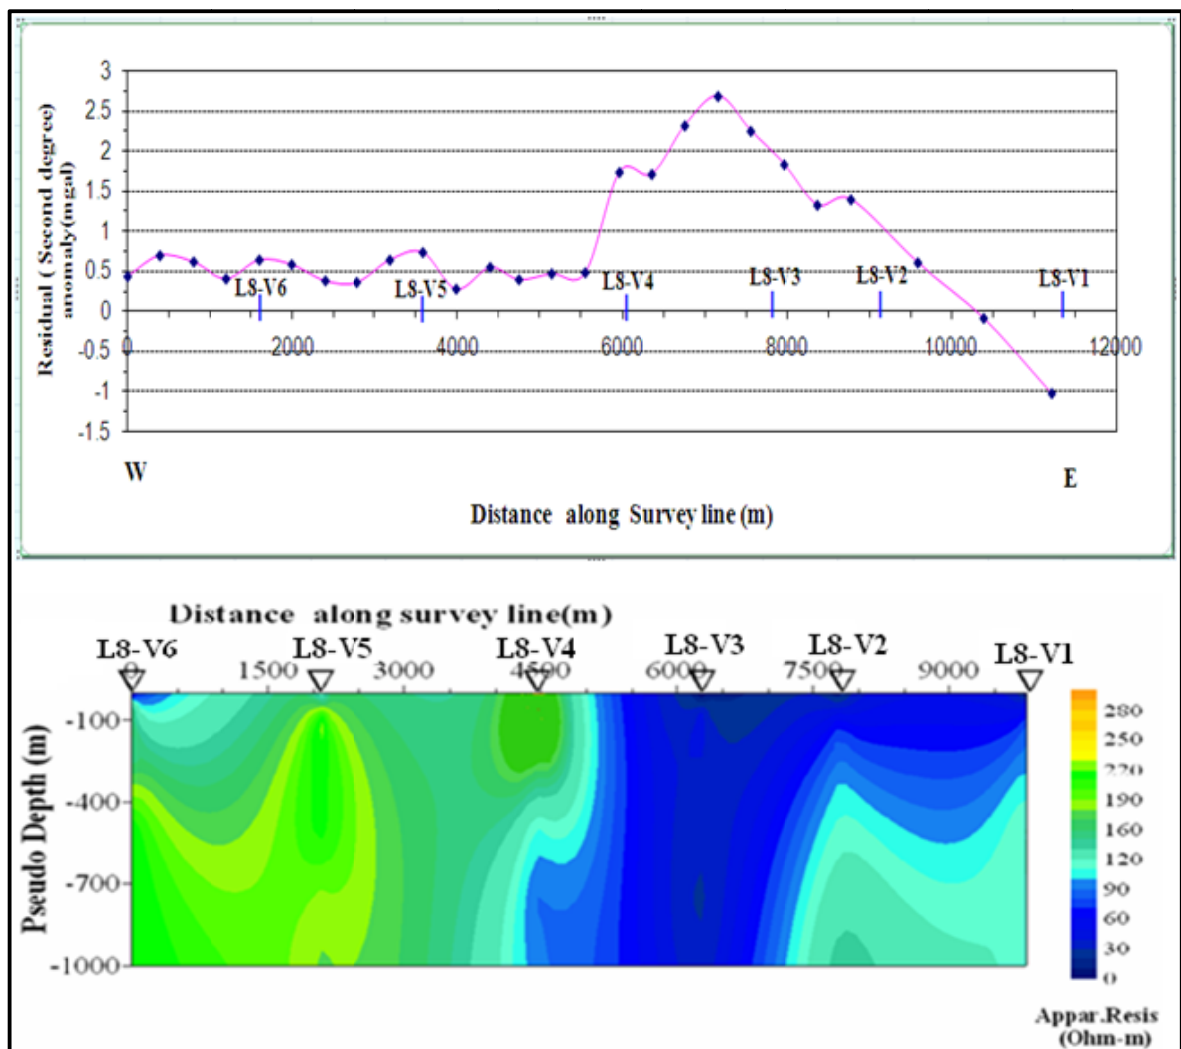 Residual ( Second degree)
anomaly(mgal)
3
2.5
2
1.5
1
0.5
0
-0.5
-1
-1.5
L8-V6 L8-V5 L8-V4 L8-V3 L8-V2 L8-V1
0 2000 4000 6000 8000 10000 12000
W E
Distance along Survey line (m)
Distance along survey line(m)
L8-V6 L8-V5 L8-V4 L8-V3 L8-V2 L8-V1
0 1500 3000 4500 6000 7500 9000
Pseudo Depth (m)
-100
-400
-700
-1000
280
250
220
190
160
120
90
60
30
0
Appar.Resis
(Ohm-m)